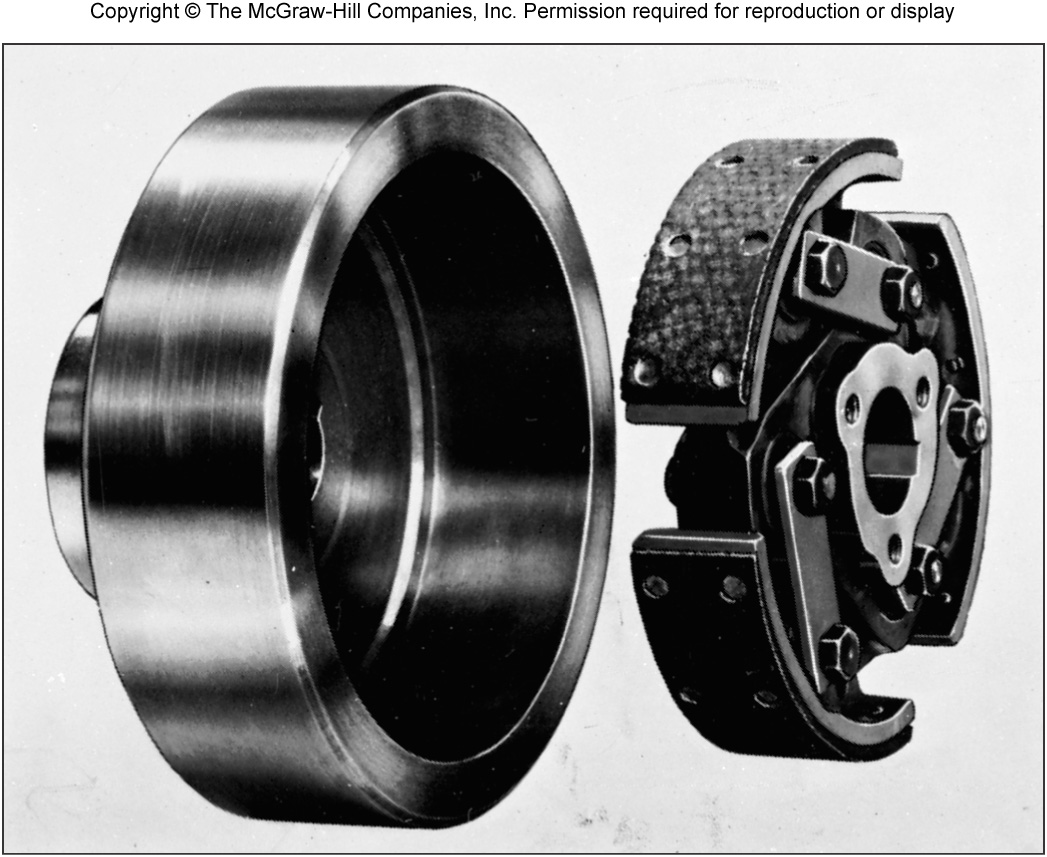 Copyright © The McGraw-Hill Companies, Inc. Permission required for reproduction or display